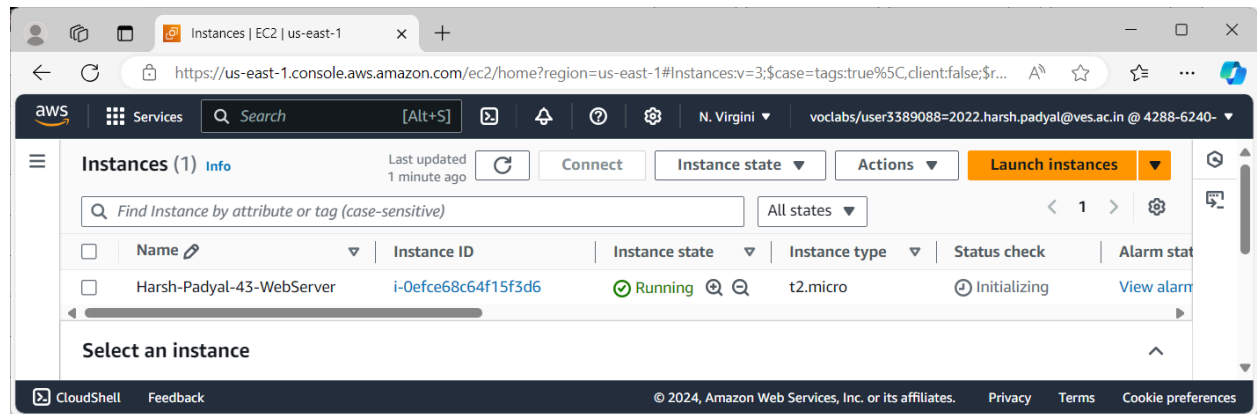 Instances | EC2 | us-east-1
https://us-east-1.console.aws.amazon.com/ec2/home?region=us-east-1#Instances:v=3;$case=tags:true%5C,client:false;$r...
aws Services Search [Alt+S] N. Virgini voclabs/user3389088=2022.harsh.padyal@ves.ac.in @ 4288-6240-
Instances (1) Info Last updated 1 minute ago Connect Instance state Actions Launch instances
Find Instance by attribute or tag (case-sensitive) All states 1
Name Instance ID Instance state Instance type Status check Alarm stat
Harsh-Padyal-43-WebServer i-0efce68c64f15f3d6 Running t2.micro Initializing View alarm
Select an instance
CloudShell Feedback © 2024, Amazon Web Services, Inc. or its affiliates. Privacy Terms Cookie preferences